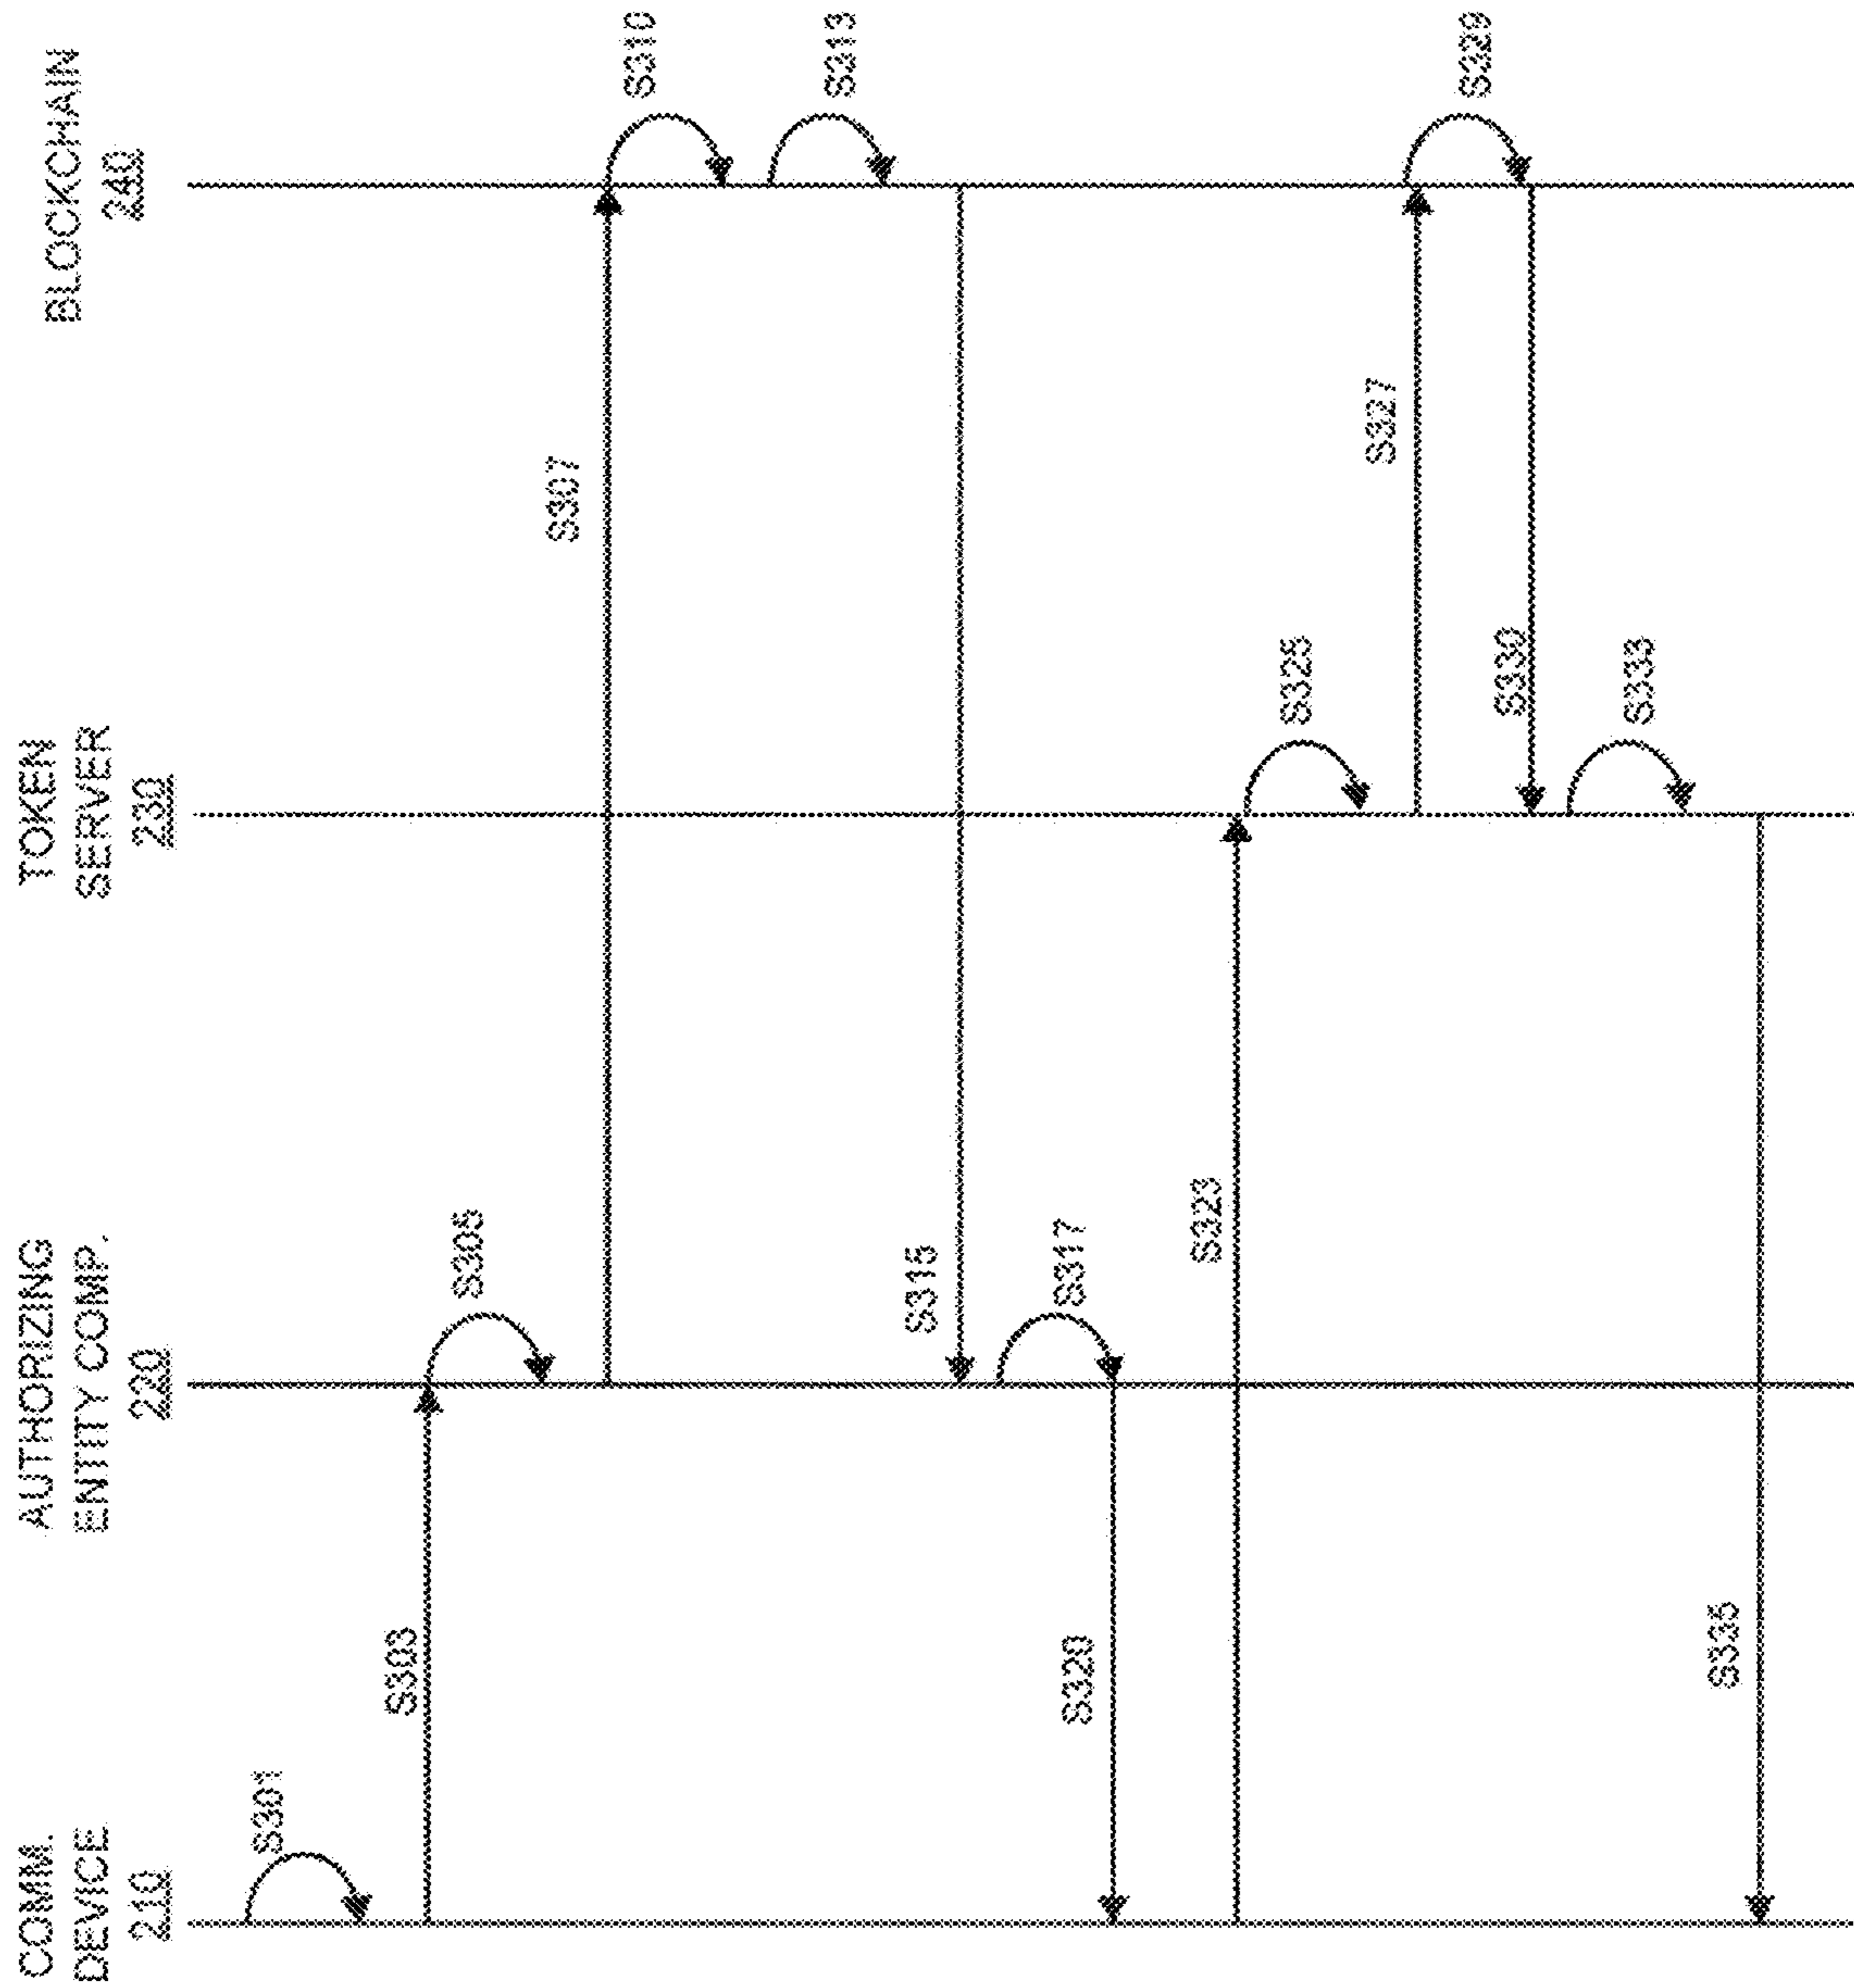 COMM.
DEVICE
210
AUTHORIZING
ENTITY COMP.
220
TOKEN
SERVER
230
BLOCKCHAIN
240
S301
S303
S305
S307
S310
S313
S315
S317
S320
S323
S325
S327
S329
S330
S333
S335